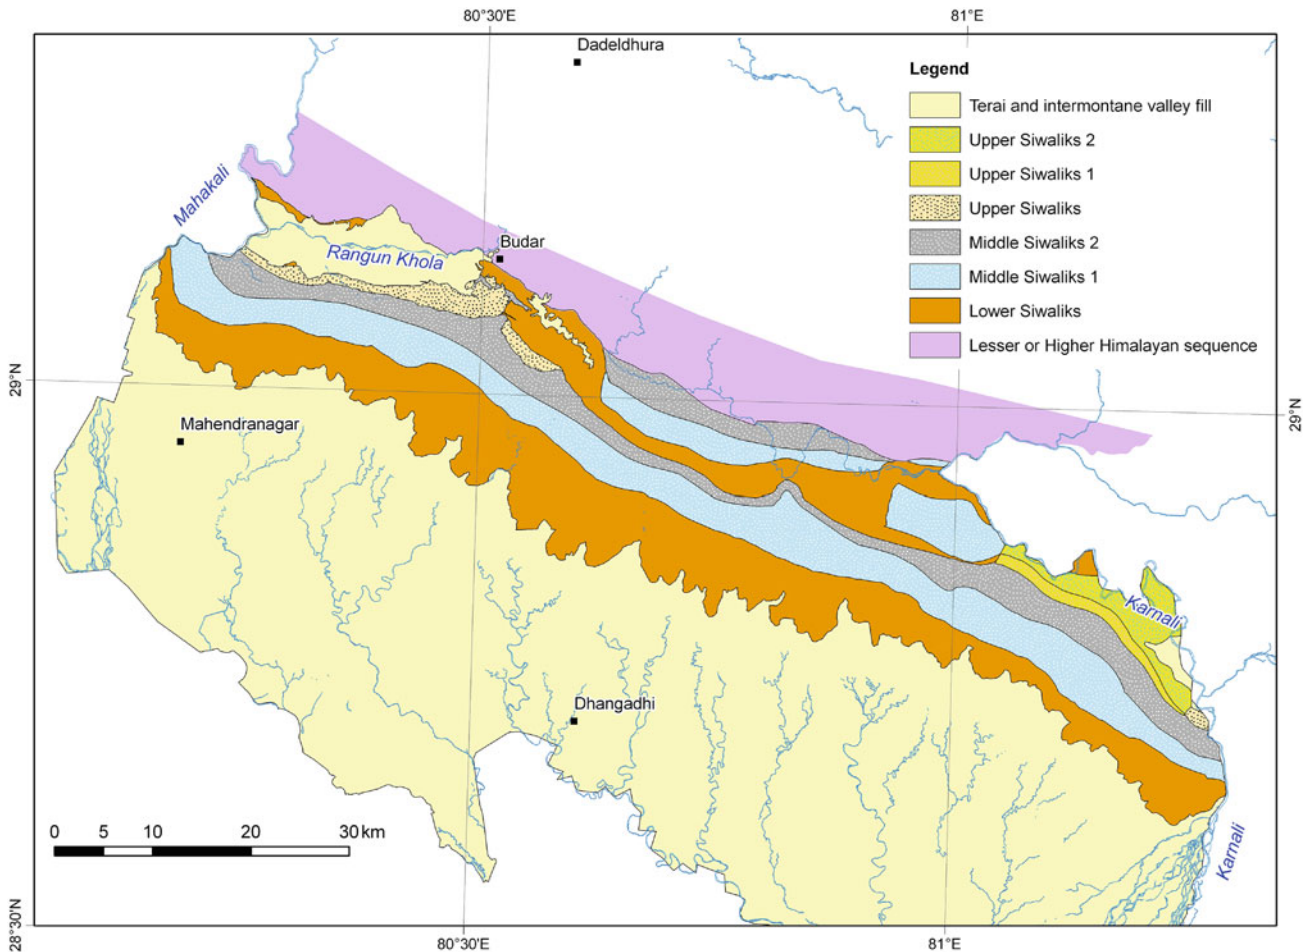 80°30'E
81°E
Dadeldhura
Legend
Terai and intermontane valley fill
Upper Siwaliks 2
Upper Siwaliks 1
Upper Siwaliks
Middle Siwaliks 2
Middle Siwaliks 1
Lower Siwaliks
Lesser or Higher Himalayan sequence
Mahakali
Rangun Khola
Budar
29°N
29°N
Mahendranagar
Karnali
Dhangadhi
0 5 10 20 30 km
Karnali
28°30'N
80°30'E
81°E